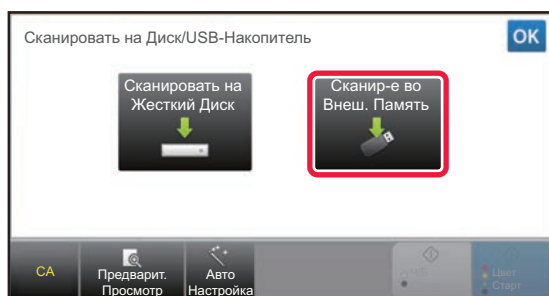 Сканировать на Диск/USB-Накопитель
OK
Сканировать на
Жесткий Диск
Сканир-е во
Внеш. Память
CA
Предварит.
Просмотр
Авто
Настройка
Ч/Б
Старт
Цвет
Старт